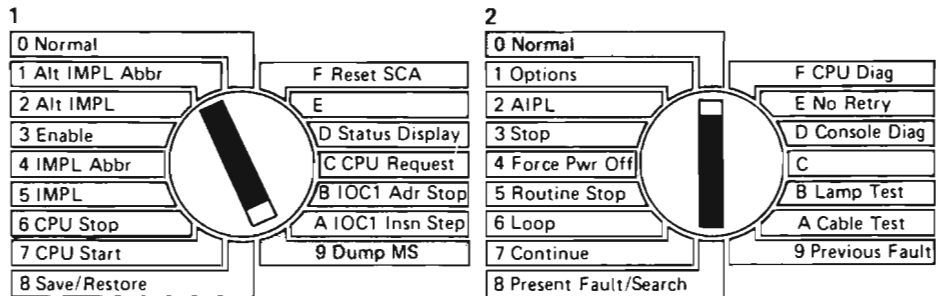 1
0 Normal
1 Alt IMPL Abbr
2 Alt IMPL
3 Enable
4 IMPL Abbr
5 IMPL
6 CPU Stop
7 CPU Start
8 Save/Restore
F Reset SCA
E
D Status Display
C CPU Request
B IOC1 Adr Stop
A IOC1 Insn Step
9 Dump MS
2
0 Normal
1 Options
2 AIPL
3 Stop
4 Force Pwr Off
5 Routine Stop
6 Loop
7 Continue
8 Present Fault/Search
F CPU Diag
E No Retry
D Console Diag
C
B Lamp Test
A Cable Test
9 Previous Fault